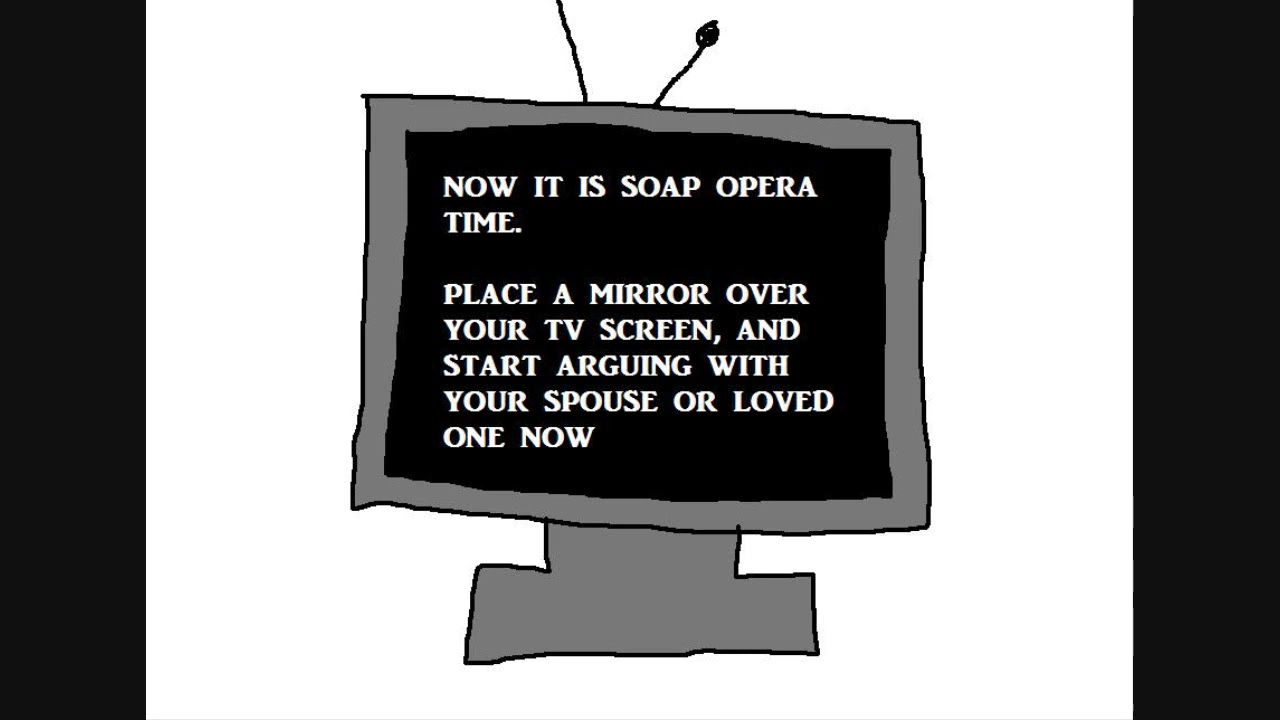 NOW IT IS SOAP OPERA
TIME.
PLACE A MIRROR OVER
YOUR TV SCREEN, AND
START ARGUING WITH
YOUR SPOUSE OR LOVED
ONE NOW